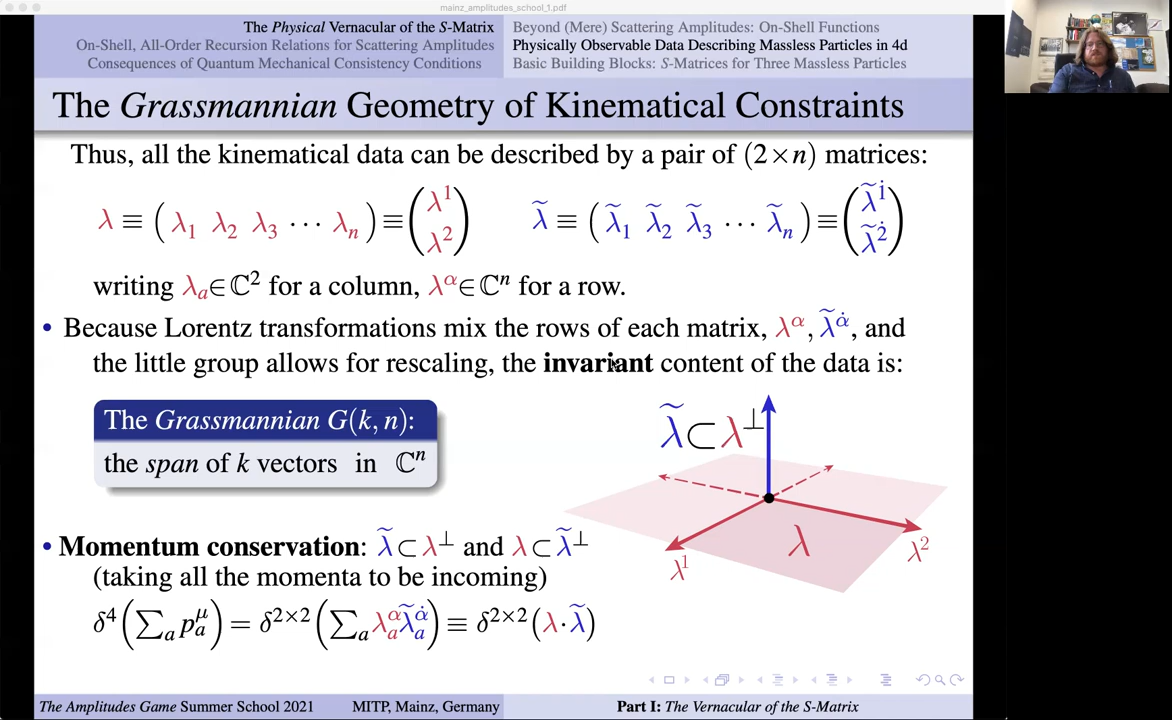 mainz_amplitudes_school_1.pdf
The Physical Vernacular of the S-Matrix
On-Shell, All-Order Recursion Relations for Scattering Amplitudes
Consequences of Quantum Mechanical Consistency Conditions
Beyond (Mere) Scattering Amplitudes: On-Shell Functions
Physically Observable Data Describing Massless Particles in 4d
Basic Building Blocks: S-Matrices for Three Massless Particles
The Grassmannian Geometry of Kinematical Constraints
Thus, all the kinematical data can be described by a pair of (2×n) matrices:
λ ≡ (λ₁ λ₂ λ₃ ⋯ λₙ) ≡ (λ¹ λ²) λ̃ ≡ (λ̃₁ λ̃₂ λ̃₃ ⋯ λ̃ₙ) ≡ (λ̃^1̇ λ̃^2̇)
writing λₐ∈ℂ² for a column, λ^α∈ℂⁿ for a row.
• Because Lorentz transformations mix the rows of each matrix, λ^α, λ̃^α̇, and
the little group allows for rescaling, the invariant content of the data is:
The Grassmannian G(k, n):
the span of k vectors in ℂⁿ
λ̃⊂λ^⊥
λ
λ¹
λ²
• Momentum conservation: λ̃⊂λ^⊥ and λ⊂λ̃^⊥
(taking all the momenta to be incoming)
δ⁴(∑ₐ pₐ^μ) = δ^{2×2}(∑ₐ λₐ^α λ̃ₐ^α̇) ≡ δ^{2×2}(λ·λ̃)
The Amplitudes Game Summer School 2021
MITP, Mainz, Germany
Part I: The Vernacular of the S-Matrix